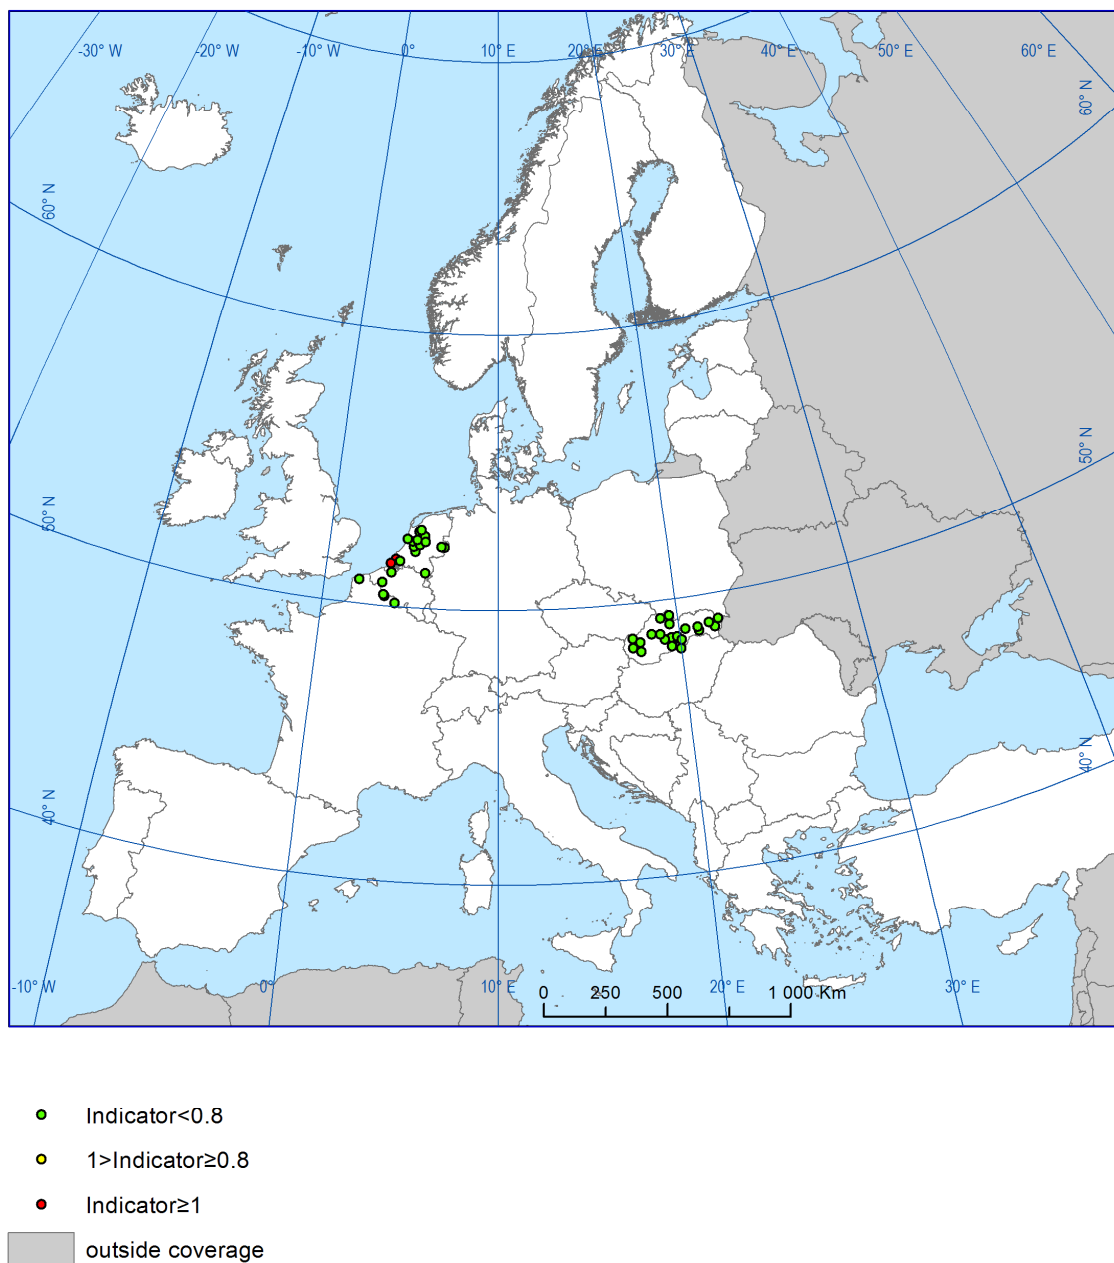 -30° W -20° W -10° W 0° 10° E 20° E 30° E 40° E 50° E 60° E
60° N
60° N
50° N
50° N
40° N
40° N
-10° W 0° 10° E 20° E 30° E
0 250 500 1 000 Km
Indicator<0.8
1>Indicator≥0.8
Indicator≥1
outside coverage